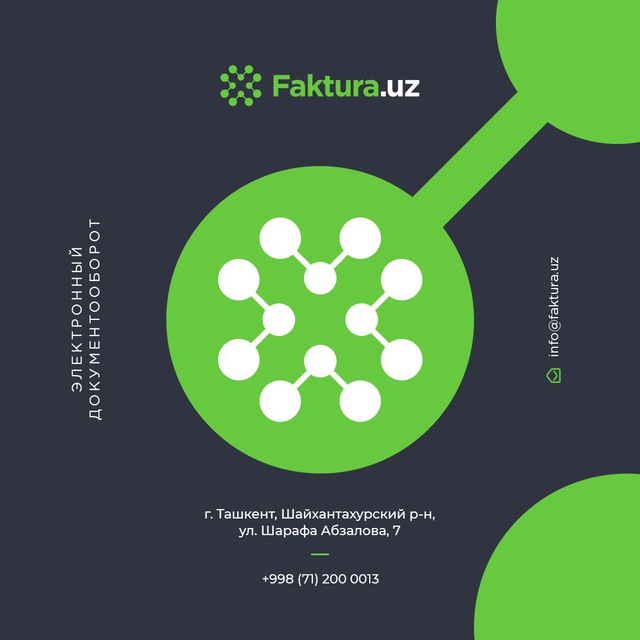 Faktura.uz
ЭЛЕКТРОННЫЙ
ДОКУМЕНТООБОРОТ
info@faktura.uz
г. Ташкент, Шайхантахурский р-н,
ул. Шарафа Абзалова, 7
+998 (71) 200 0013